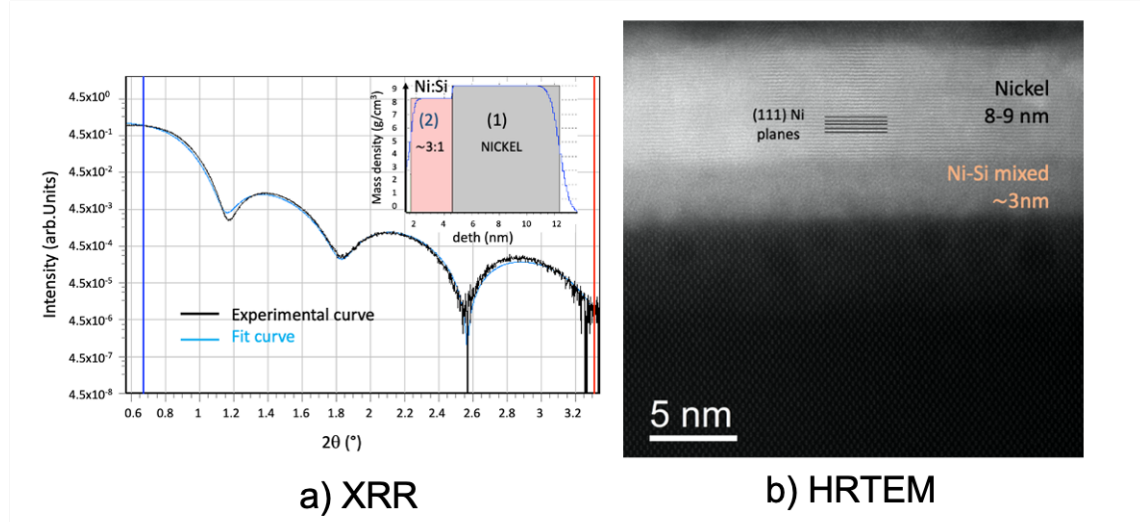 4.5x10⁰
4.5x10⁻¹
4.5x10⁻²
4.5x10⁻³
4.5x10⁻⁴
4.5x10⁻⁵
4.5x10⁻⁶
4.5x10⁻⁷
4.5x10⁻⁸
Intensity (arb.Units)
0.6 0.8 1 1.2 1.4 1.6 1.8 2 2.2 2.4 2.6 2.8 3 3.2
2θ (°)
Experimental curve
Fit curve
Ni:Si
9
8
7
6
5
4
3
2
1
0
Mass density (g/cm³)
(2)
~3:1
(1)
NICKEL
2 4 6 8 10 12
deth (nm)
a) XRR
Nickel
8-9 nm
(111) Ni
planes
Ni-Si mixed
~3nm
5 nm
b) HRTEM